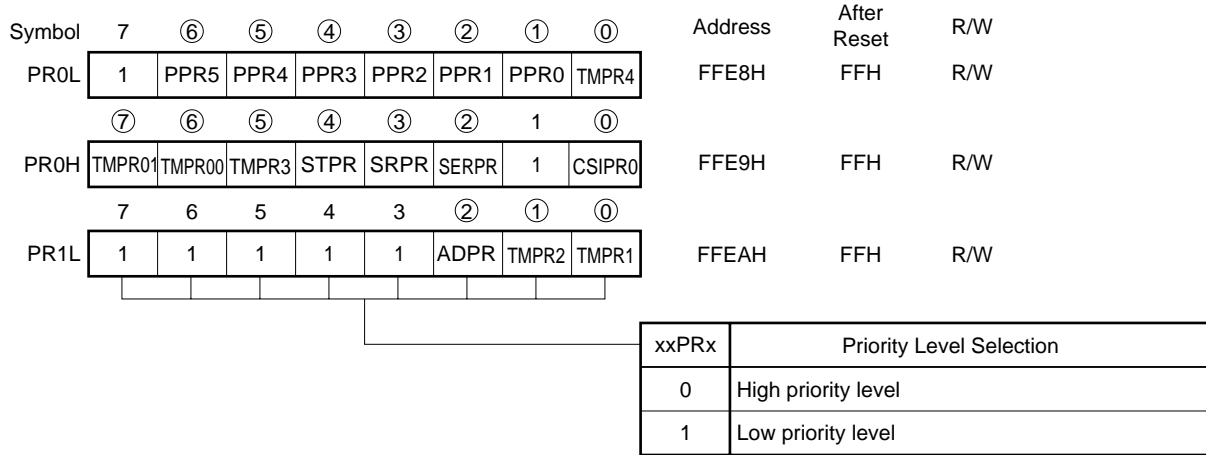 Symbol 7 ⑥ ⑤ ④ ③ ② ① ⓪ Address After Reset R/W
PR0L 1 PPR5 PPR4 PPR3 PPR2 PPR1 PPR0 TMPR4 FFE8H FFH R/W
⑦ ⑥ ⑤ ④ ③ ② 1 ⓪
PR0H TMPR01 TMPR00 TMPR3 STPR SRPR SERPR 1 CSIPR0 FFE9H FFH R/W
7 6 5 4 3 ② ① ⓪
PR1L 1 1 1 1 1 ADPR TMPR2 TMPR1 FFEAH FFH R/W
xxPRx Priority Level Selection
0 High priority level
1 Low priority level